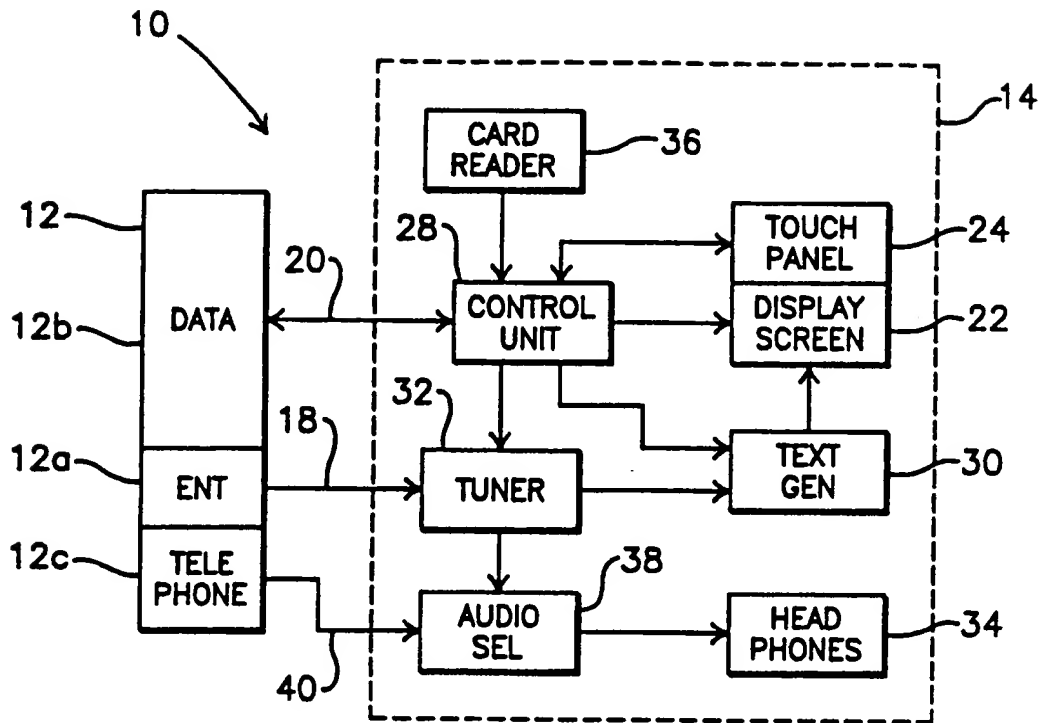 10
14
CARD
READER
36
12
28
TOUCH
PANEL
24
20
12b
DATA
CONTROL
UNIT
DISPLAY
SCREEN
22
32
18
12a
ENT
TUNER
TEXT
GEN
30
12c
TELE
PHONE
38
AUDIO
SEL
HEAD
PHONES
34
40